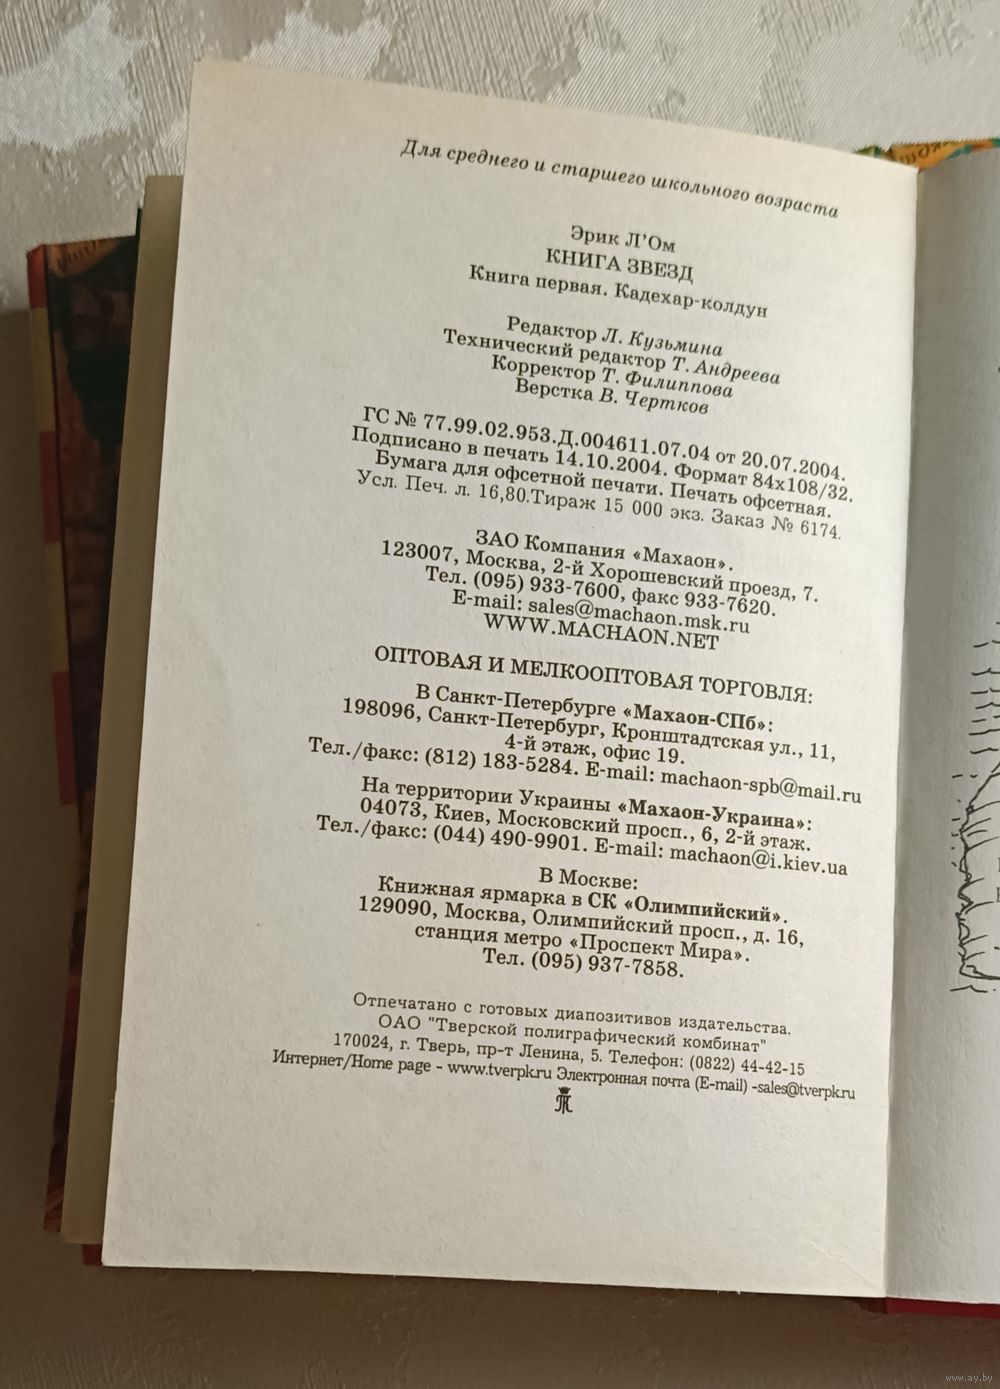 Для среднего и старшего школьного возраста
Эрик Л'Ом
КНИГА ЗВЕЗД
Книга первая. Кадехар-колдун
Редактор Л. Кузьмина
Технический редактор Т. Андреева
Корректор Т. Филиппова
Верстка В. Чертков
ГС № 77.99.02.953.Д.004611.07.04 от 20.07.2004.
Подписано в печать 14.10.2004. Формат 84х108/32.
Бумага для офсетной печати. Печать офсетная.
Усл. Печ. л. 16,80.Тираж 15 000 экз. Заказ № 6174.
ЗАО Компания «Махаон».
123007, Москва, 2-й Хорошевский проезд, 7.
Тел. (095) 933-7600, факс 933-7620.
E-mail: sales@machaon.msk.ru
WWW.MACHAON.NET
ОПТОВАЯ И МЕЛКООПТОВАЯ ТОРГОВЛЯ:
В Санкт-Петербурге «Махаон-СПб»:
198096, Санкт-Петербург, Кронштадтская ул., 11,
4-й этаж, офис 19.
Тел./факс: (812) 183-5284. E-mail: machaon-spb@mail.ru
На территории Украины «Махаон-Украина»:
04073, Киев, Московский просп., 6, 2-й этаж.
Тел./факс: (044) 490-9901. E-mail: machaon@i.kiev.ua
В Москве:
Книжная ярмарка в СК «Олимпийский».
129090, Москва, Олимпийский просп., д. 16,
станция метро «Проспект Мира».
Тел. (095) 937-7858.
Отпечатано с готовых диапозитивов издательства.
ОАО "Тверской полиграфический комбинат"
170024, г. Тверь, пр-т Ленина, 5. Телефон: (0822) 44-42-15
Интернет/Home page - www.tverpk.ru Электронная почта (E-mail) -sales@tverpk.ru
www.ay.by